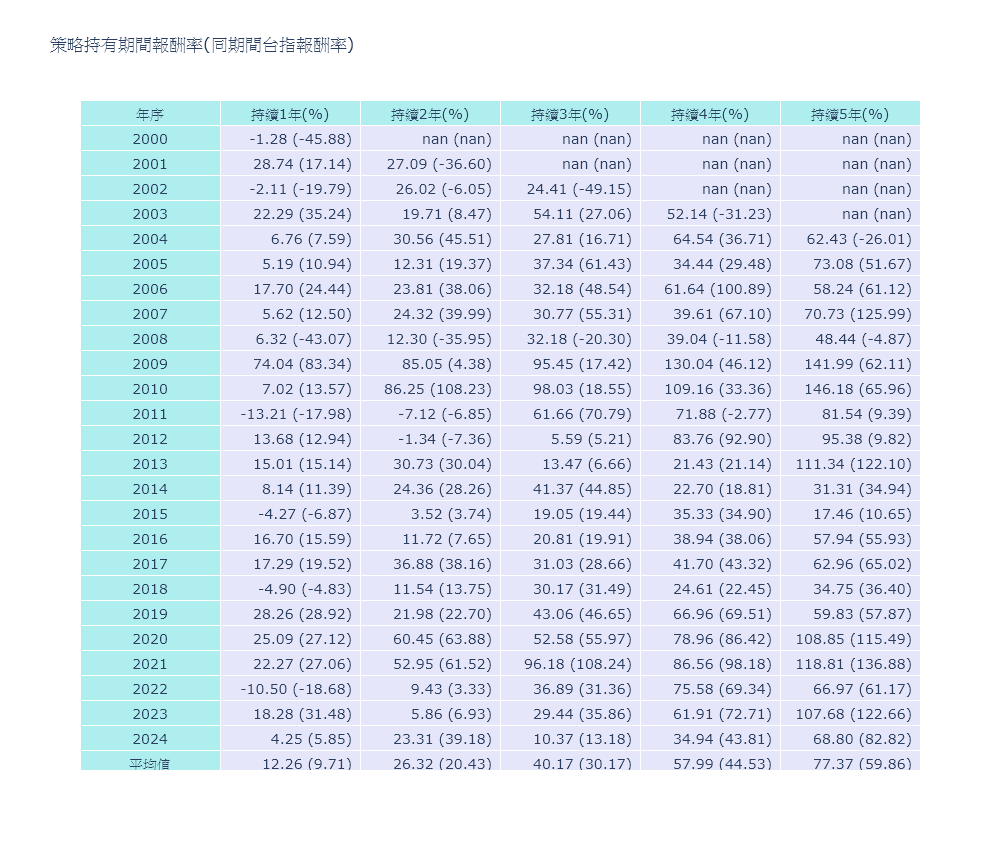 策略持有期間報酬率(同期間台指報酬率)
年序 持續1年(%) 持續2年(%) 持續3年(%) 持續4年(%) 持續5年(%)
2000 -1.28 (-45.88) nan (nan) nan (nan) nan (nan) nan (nan)
2001 28.74 (17.14) 27.09 (-36.60) nan (nan) nan (nan) nan (nan)
2002 -2.11 (-19.79) 26.02 (-6.05) 24.41 (-49.15) nan (nan) nan (nan)
2003 22.29 (35.24) 19.71 (8.47) 54.11 (27.06) 52.14 (-31.23) nan (nan)
2004 6.76 (7.59) 30.56 (45.51) 27.81 (16.71) 64.54 (36.71) 62.43 (-26.01)
2005 5.19 (10.94) 12.31 (19.37) 37.34 (61.43) 34.44 (29.48) 73.08 (51.67)
2006 17.70 (24.44) 23.81 (38.06) 32.18 (48.54) 61.64 (100.89) 58.24 (61.12)
2007 5.62 (12.50) 24.32 (39.99) 30.77 (55.31) 39.61 (67.10) 70.73 (125.99)
2008 6.32 (-43.07) 12.30 (-35.95) 32.18 (-20.30) 39.04 (-11.58) 48.44 (-4.87)
2009 74.04 (83.34) 85.05 (4.38) 95.45 (17.42) 130.04 (46.12) 141.99 (62.11)
2010 7.02 (13.57) 86.25 (108.23) 98.03 (18.55) 109.16 (33.36) 146.18 (65.96)
2011 -13.21 (-17.98) -7.12 (-6.85) 61.66 (70.79) 71.88 (-2.77) 81.54 (9.39)
2012 13.68 (12.94) -1.34 (-7.36) 5.59 (5.21) 83.76 (92.90) 95.38 (9.82)
2013 15.01 (15.14) 30.73 (30.04) 13.47 (6.66) 21.43 (21.14) 111.34 (122.10)
2014 8.14 (11.39) 24.36 (28.26) 41.37 (44.85) 22.70 (18.81) 31.31 (34.94)
2015 -4.27 (-6.87) 3.52 (3.74) 19.05 (19.44) 35.33 (34.90) 17.46 (10.65)
2016 16.70 (15.59) 11.72 (7.65) 20.81 (19.91) 38.94 (38.06) 57.94 (55.93)
2017 17.29 (19.52) 36.88 (38.16) 31.03 (28.66) 41.70 (43.32) 62.96 (65.02)
2018 -4.90 (-4.83) 11.54 (13.75) 30.17 (31.49) 24.61 (22.45) 34.75 (36.40)
2019 28.26 (28.92) 21.98 (22.70) 43.06 (46.65) 66.96 (69.51) 59.83 (57.87)
2020 25.09 (27.12) 60.45 (63.88) 52.58 (55.97) 78.96 (86.42) 108.85 (115.49)
2021 22.27 (27.06) 52.95 (61.52) 96.18 (108.24) 86.56 (98.18) 118.81 (136.88)
2022 -10.50 (-18.68) 9.43 (3.33) 36.89 (31.36) 75.58 (69.34) 66.97 (61.17)
2023 18.28 (31.48) 5.86 (6.93) 29.44 (35.86) 61.91 (72.71) 107.68 (122.66)
2024 4.25 (5.85) 23.31 (39.18) 10.37 (13.18) 34.94 (43.81) 68.80 (82.82)
平均值 12.26 (9.71) 26.32 (20.43) 40.17 (30.17) 57.99 (44.53) 77.37 (59.86)